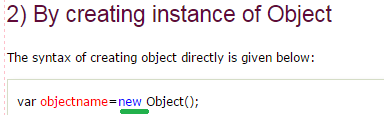 2) By creating instance of Object
The syntax of creating object directly is given below:
var objectname=new Object();